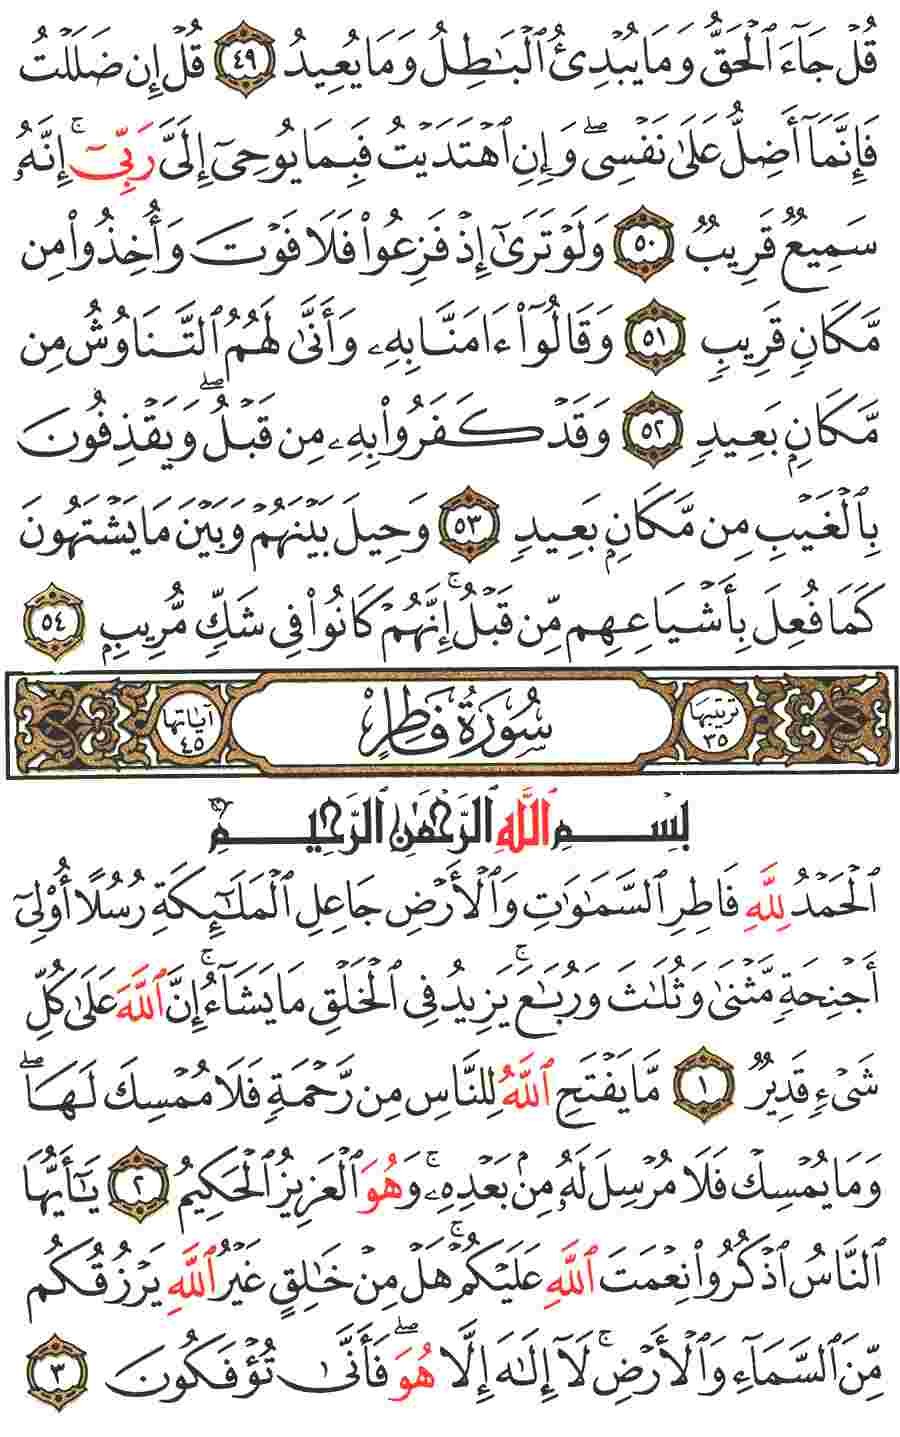 قُلْ جَآءَ ٱلْحَقُّ وَمَا يُبْدِئُ ٱلْبَـٰطِلُ وَمَا يُعِيدُ ٤٩ قُلْ إِن ضَلَلْتُ
فَإِنَّمَآ أَضِلُّ عَلَىٰ نَفْسِى ۖ وَإِنِ ٱهْتَدَيْتُ فَبِمَا يُوحِىٓ إِلَىَّ رَبِّىٓ ۚ إِنَّهُۥ
سَمِيعٌ قَرِيبٌ ٥٠ وَلَوْ تَرَىٰٓ إِذْ فَزِعُوا۟ فَلَا فَوْتَ وَأُخِذُوا۟ مِن
مَّكَانٍ قَرِيبٍ ٥١ وَقَالُوٓا۟ ءَامَنَّا بِهِۦ وَأَنَّىٰ لَهُمُ ٱلتَّنَاوُشُ مِن
مَّكَانٍۭ بَعِيدٍ ٥٢ وَقَدْ كَفَرُوا۟ بِهِۦ مِن قَبْلُ ۖ وَيَقْذِفُونَ
بِٱلْغَيْبِ مِن مَّكَانٍۭ بَعِيدٍ ٥٣ وَحِيلَ بَيْنَهُمْ وَبَيْنَ مَا يَشْتَهُونَ
كَمَا فُعِلَ بِأَشْيَاعِهِم مِّن قَبْلُ ۚ إِنَّهُمْ كَانُوا۟ فِى شَكٍّ مُّرِيبٍۭ ٥٤
ترتيبها ٣٥ سُورَةُ فَاطِرٍ آياتها ٤٥
بِسْمِ ٱللَّهِ ٱلرَّحْمَـٰنِ ٱلرَّحِيمِ
ٱلْحَمْدُ لِلَّهِ فَاطِرِ ٱلسَّمَـٰوَٰتِ وَٱلْأَرْضِ جَاعِلِ ٱلْمَلَـٰٓئِكَةِ رُسُلًا أُو۟لِىٓ
أَجْنِحَةٍ مَّثْنَىٰ وَثُلَـٰثَ وَرُبَـٰعَ ۚ يَزِيدُ فِى ٱلْخَلْقِ مَا يَشَآءُ ۚ إِنَّ ٱللَّهَ عَلَىٰ كُلِّ
شَىْءٍ قَدِيرٌ ١ مَّا يَفْتَحِ ٱللَّهُ لِلنَّاسِ مِن رَّحْمَةٍ فَلَا مُمْسِكَ لَهَا ۖ
وَمَا يُمْسِكْ فَلَا مُرْسِلَ لَهُۥ مِنۢ بَعْدِهِۦ ۚ وَهُوَ ٱلْعَزِيزُ ٱلْحَكِيمُ ٢ يَـٰٓأَيُّهَا
ٱلنَّاسُ ٱذْكُرُوا۟ نِعْمَتَ ٱللَّهِ عَلَيْكُمْ ۚ هَلْ مِنْ خَـٰلِقٍ غَيْرُ ٱللَّهِ يَرْزُقُكُم
مِّنَ ٱلسَّمَآءِ وَٱلْأَرْضِ ۚ لَآ إِلَـٰهَ إِلَّا هُوَ ۖ فَأَنَّىٰ تُؤْفَكُونَ ٣